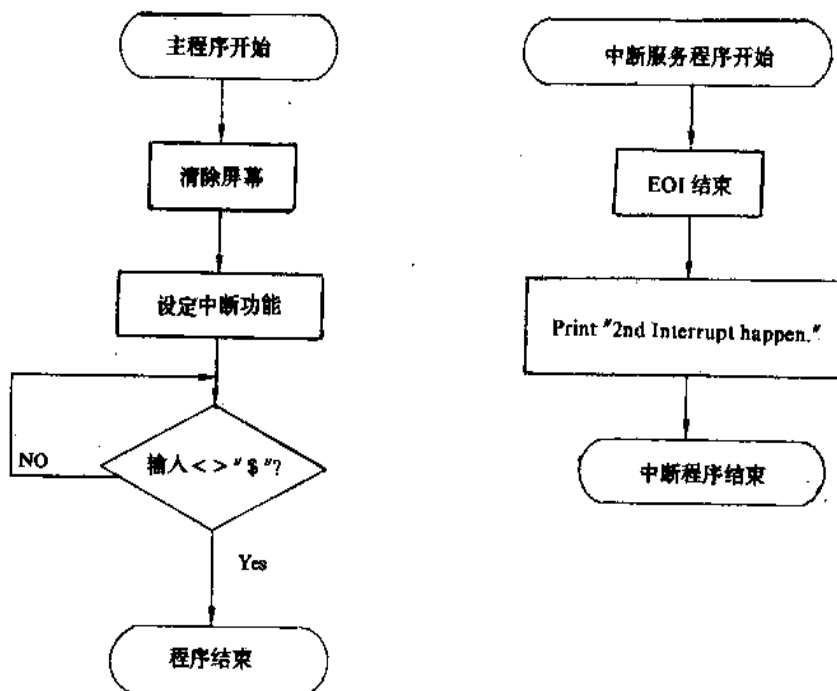 主程序开始
清除屏幕
设定中断功能
输入<>"$"?
NO
Yes
程序结束
中断服务程序开始
EOI 结束
Print "2nd Interrupt happen."
中断程序结束